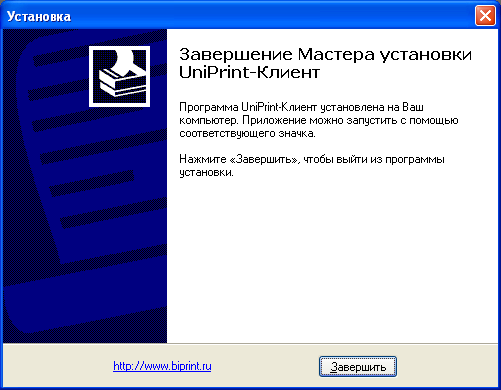 Установка
Завершение Мастера установки
UniPrint-Клиент
Программа UniPrint-Клиент установлена на Ваш
компьютер. Приложение можно запустить с помощью
соответствующего значка.
Нажмите «Завершить», чтобы выйти из программы
установки.
http://www.biprint.ru
Завершить